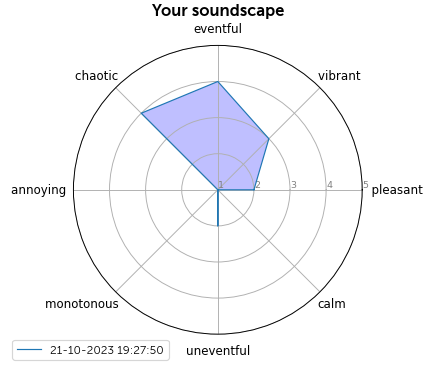 Your soundscape
eventful
chaotic
vibrant
annoying
1 2 3 4 5
pleasant
monotonous
calm
uneventful
21-10-2023 19:27:50